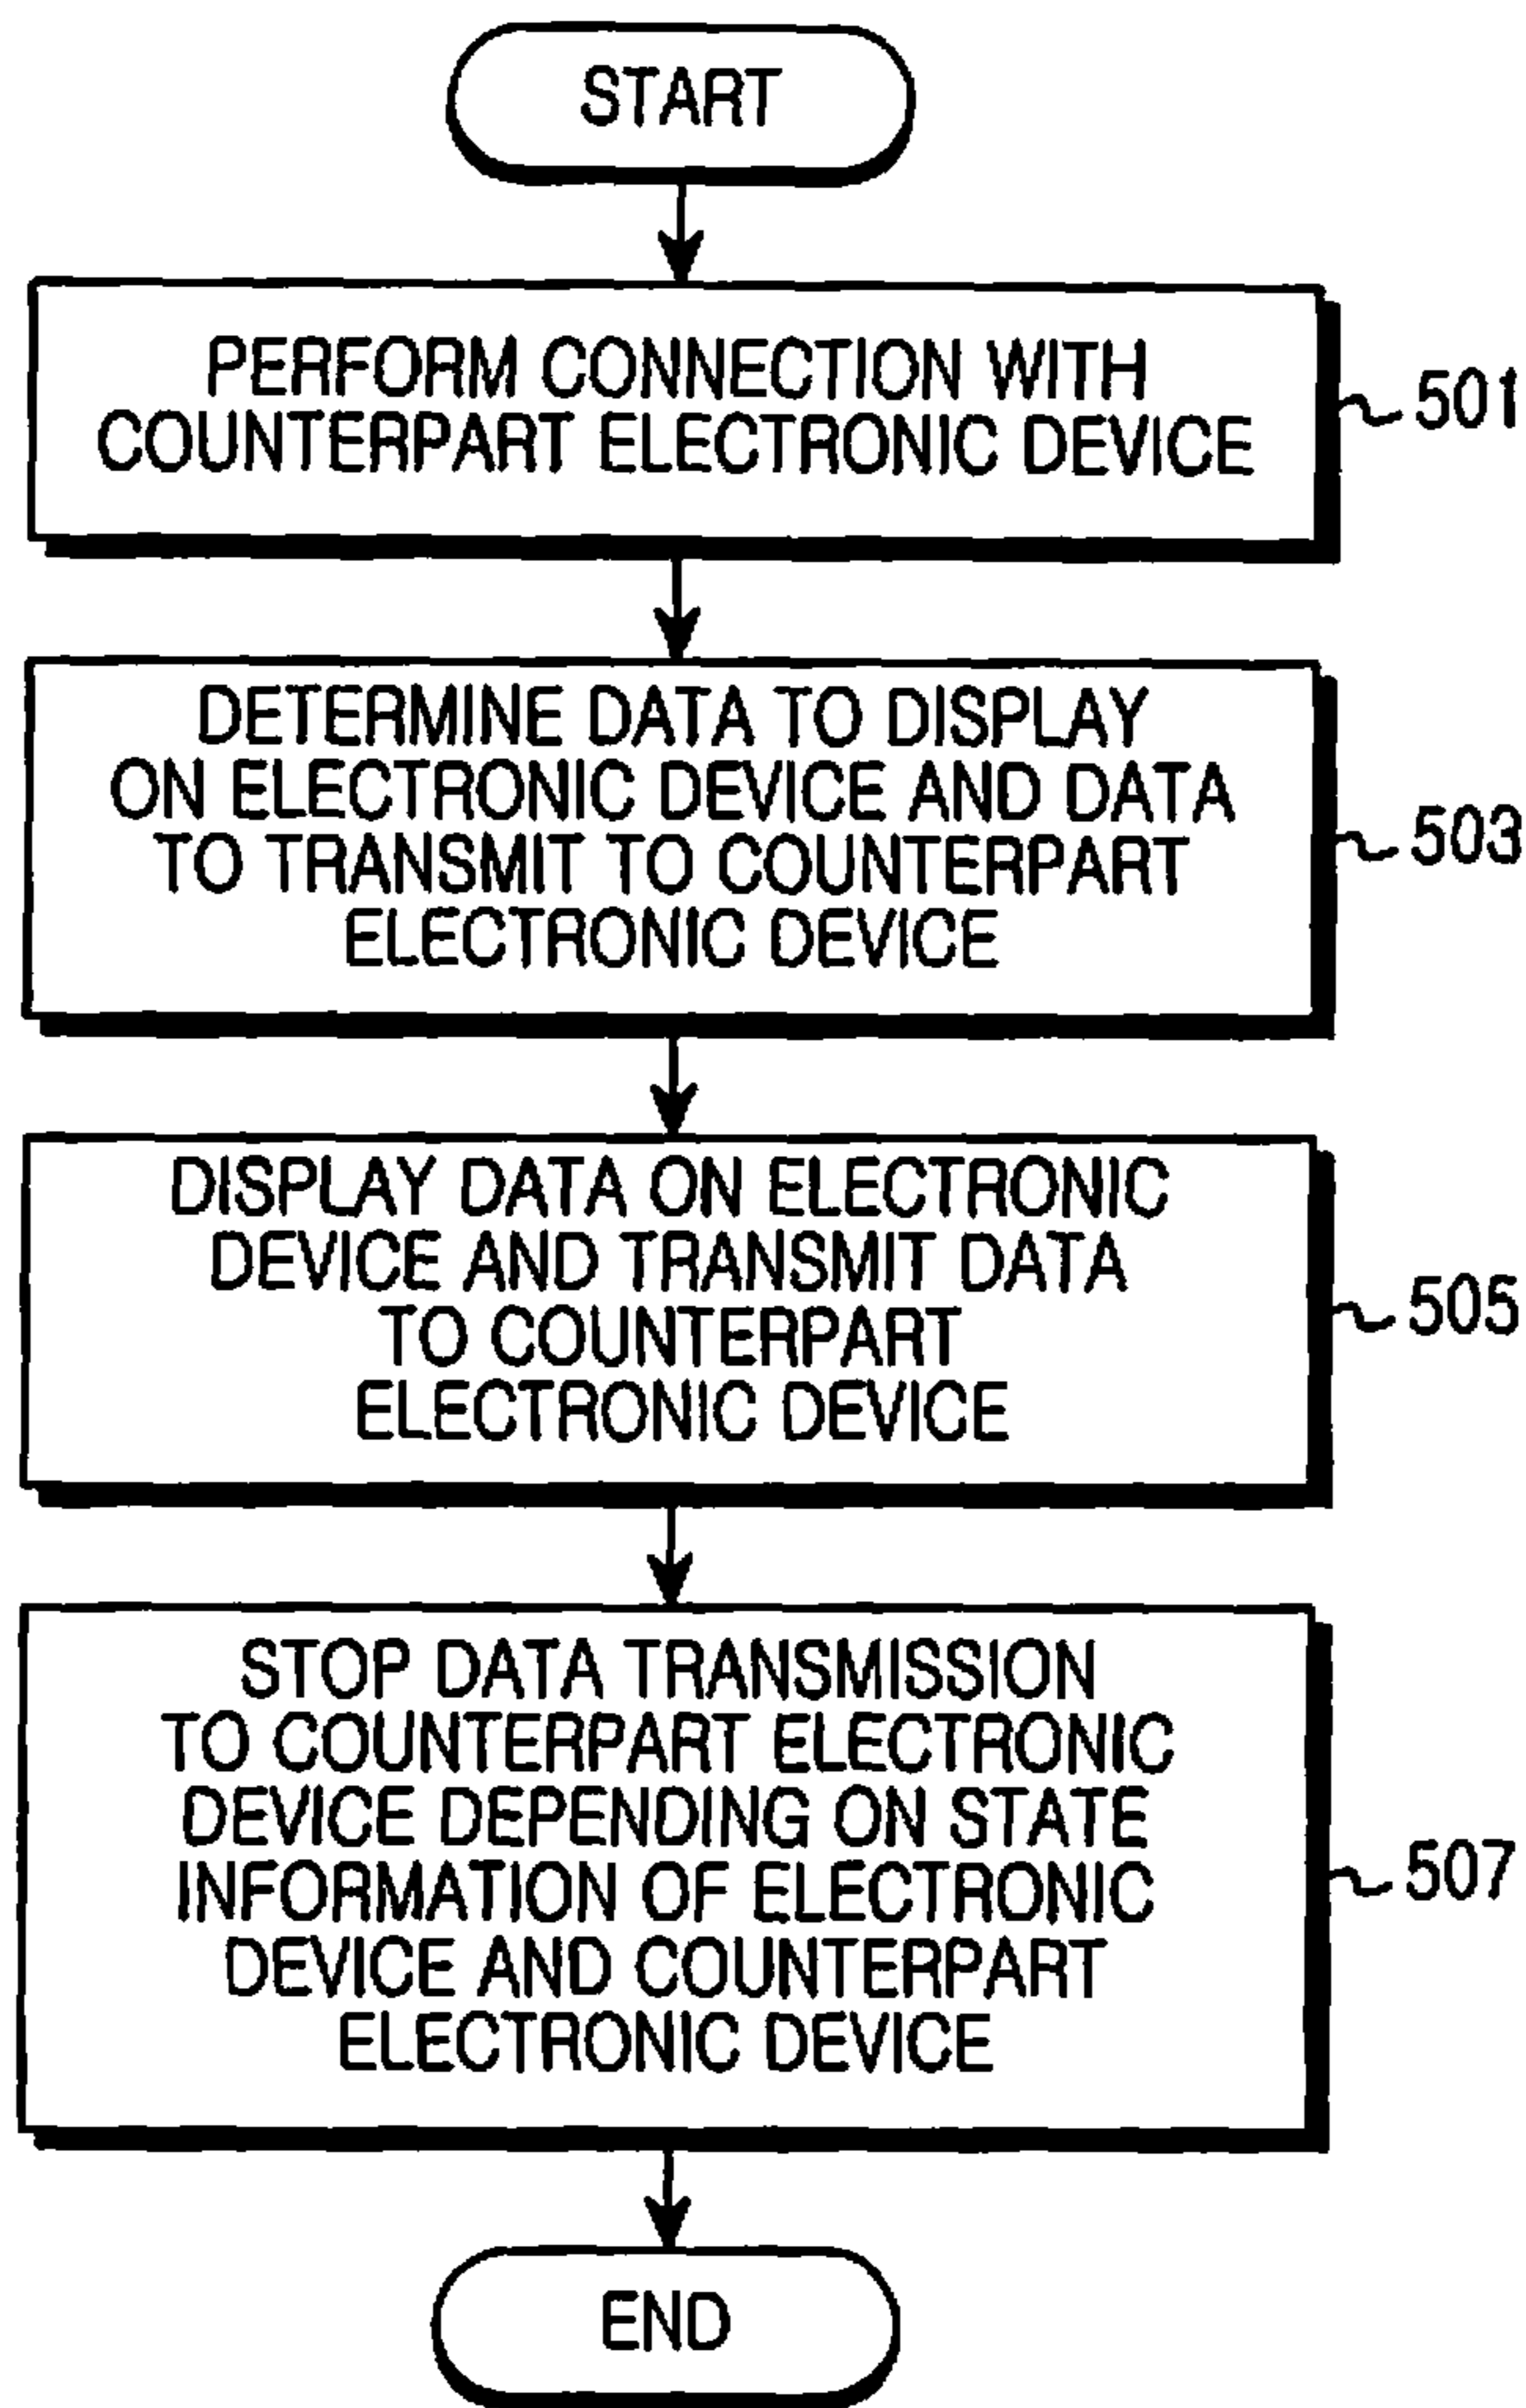 START
PERFORM CONNECTION WITH
COUNTERPART ELECTRONIC DEVICE
501
DETERMINE DATA TO DISPLAY
ON ELECTRONIC DEVICE AND DATA
TO TRANSMIT TO COUNTERPART
ELECTRONIC DEVICE
503
DISPLAY DATA ON ELECTRONIC
DEVICE AND TRANSMIT DATA
TO COUNTERPART
ELECTRONIC DEVICE
505
STOP DATA TRANSMISSION
TO COUNTERPART ELECTRONIC
DEVICE DEPENDING ON STATE
INFORMATION OF ELECTRONIC
DEVICE AND COUNTERPART
ELECTRONIC DEVICE
507
END